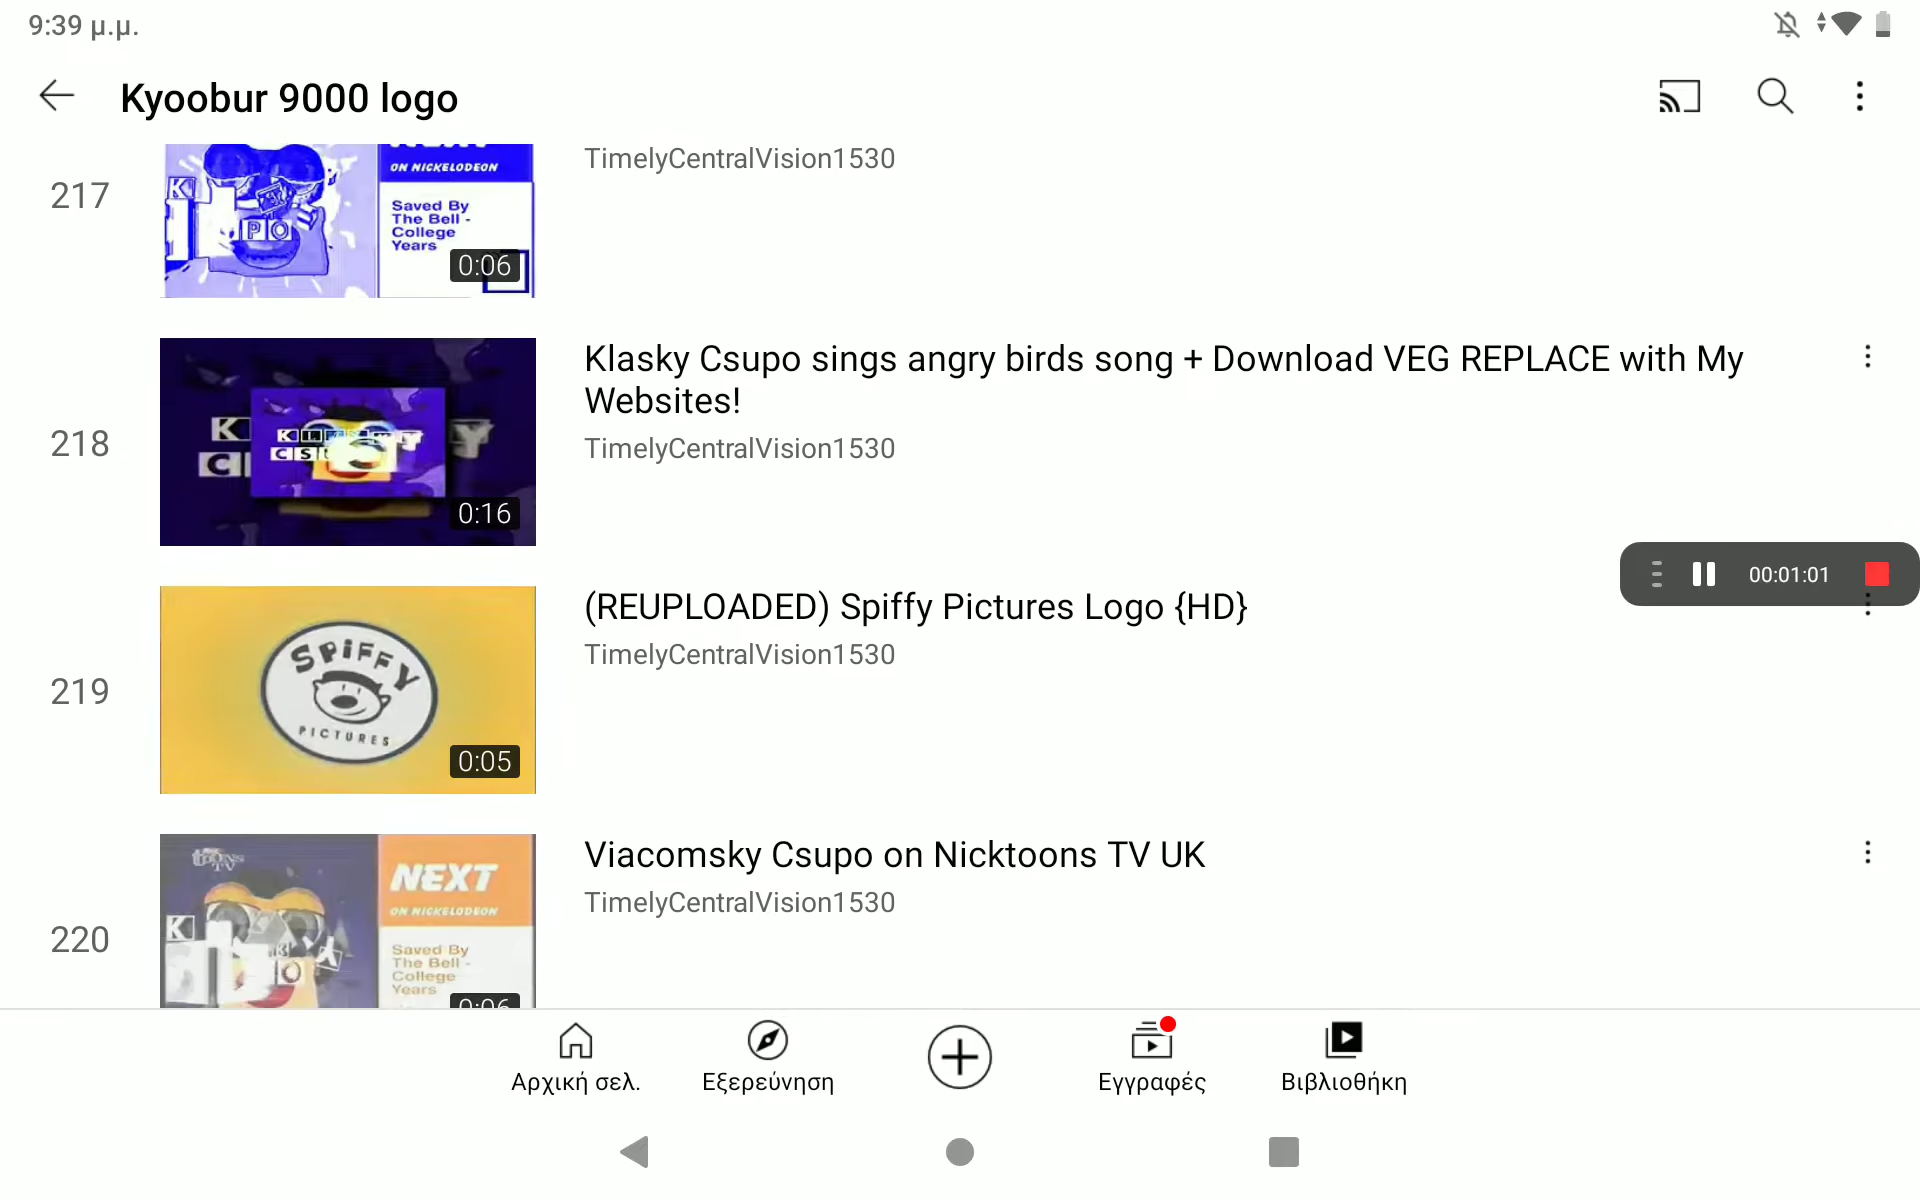 9:39 μ.μ.
Kyoobur 9000 logo
217
ON NICKELODEON
Saved By
The Bell -
College
Years
K
P O
0:06
TimelyCentralVision1530
218
K
Y
C
0:16
Klasky Csupo sings angry birds song + Download VEG REPLACE with My
Websites!
TimelyCentralVision1530
00:01:01
219
SPIFFY
PICTURES
0:05
(REUPLOADED) Spiffy Pictures Logo {HD}
TimelyCentralVision1530
220
NEXT
ON NICKELODEON
Saved By
The Bell -
College
Years
K
0:06
Viacomsky Csupo on Nicktoons TV UK
TimelyCentralVision1530
Αρχική σελ.
Εξερεύνηση
Εγγραφές
Βιβλιοθήκη